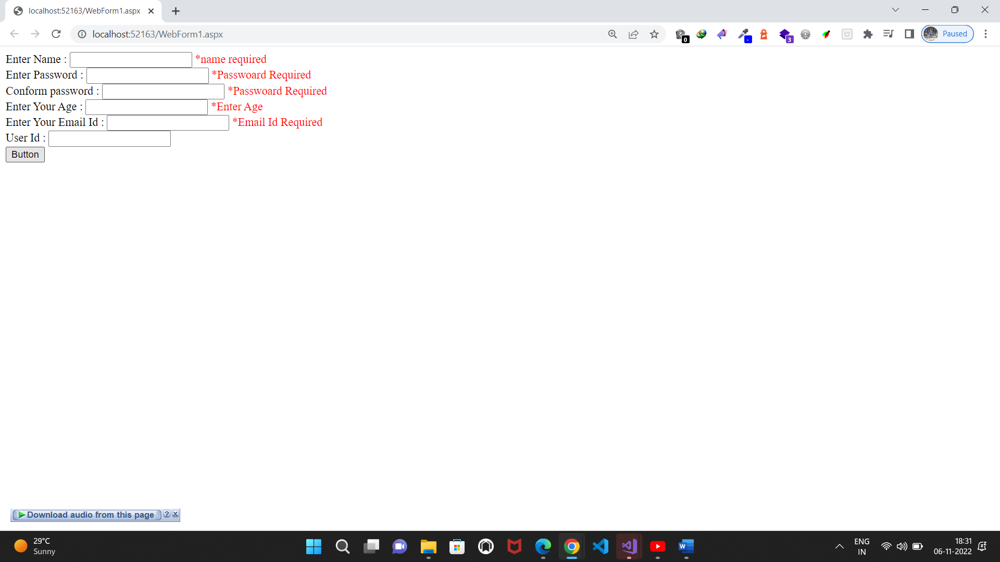 localhost:52163/WebForm1.aspx
localhost:52163/WebForm1.aspx
0
3
Paused
Enter Name : *name required
Enter Password : *Passwoard Required
Conform password : *Passwoard Required
Enter Your Age : *Enter Age
Enter Your Email Id : *Email Id Required
User Id :
Button
Download audio from this page ?
29°C
Sunny
W
ENG
IN
18:31
06-11-2022